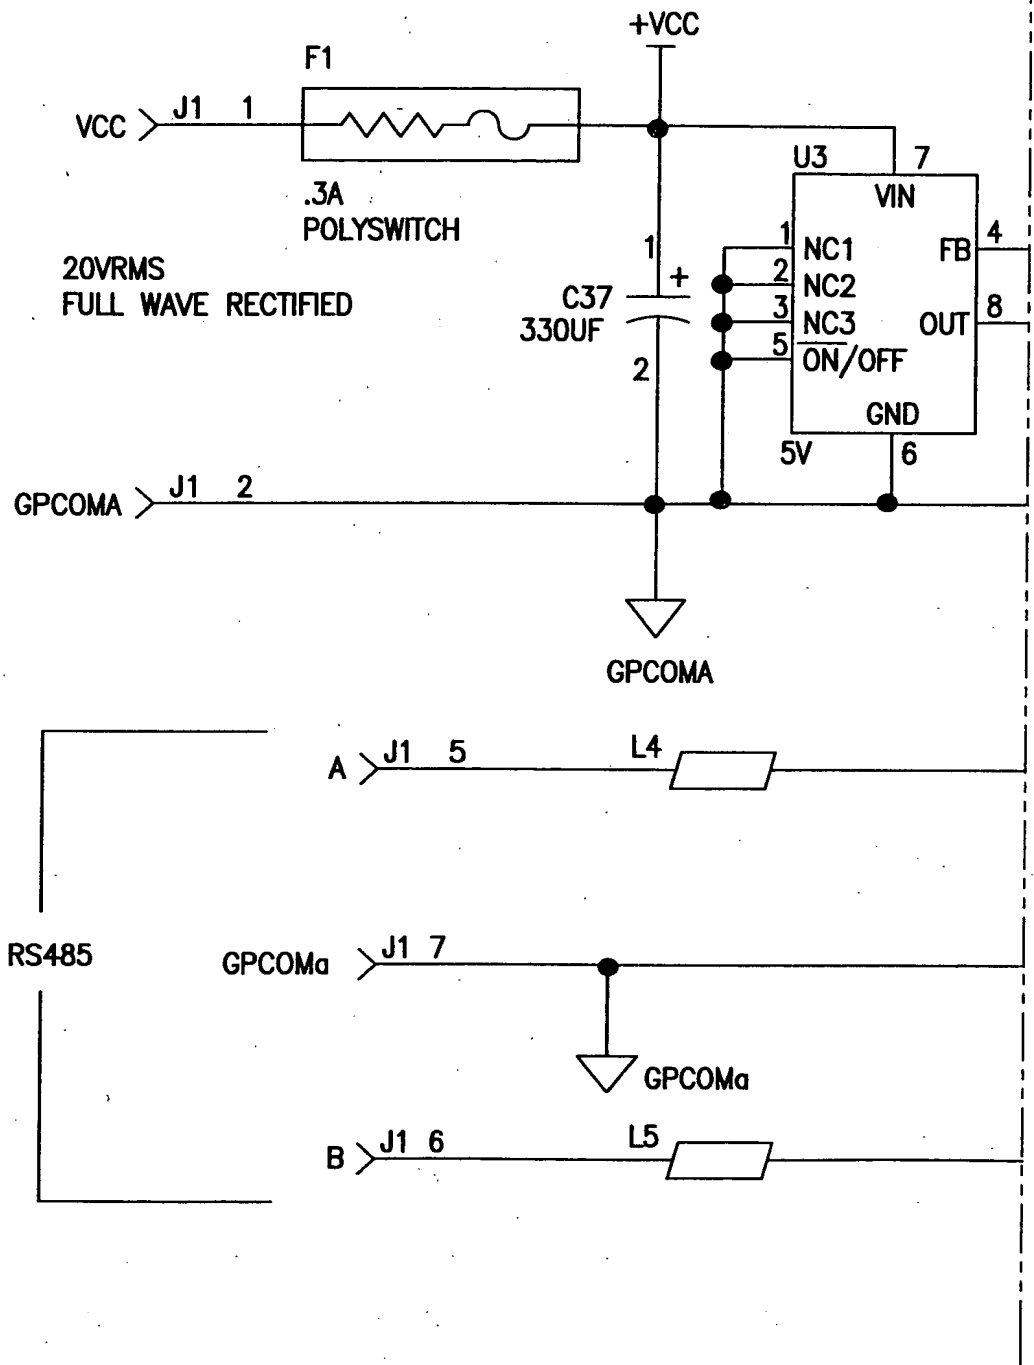 +VCC
F1
VCC J1 1
.3A
POLYSWITCH
20VRMS
FULL WAVE RECTIFIED
U3 7
VIN
1 NC1
2 NC2
3 NC3
5 ON/OFF
FB 4
OUT 8
GND
5V 6
1 +
C37
330UF
2
GPCOMA J1 2
GPCOMA
A J1 5 L4
RS485
GPCOMa J1 7
GPCOMa
B J1 6 L5